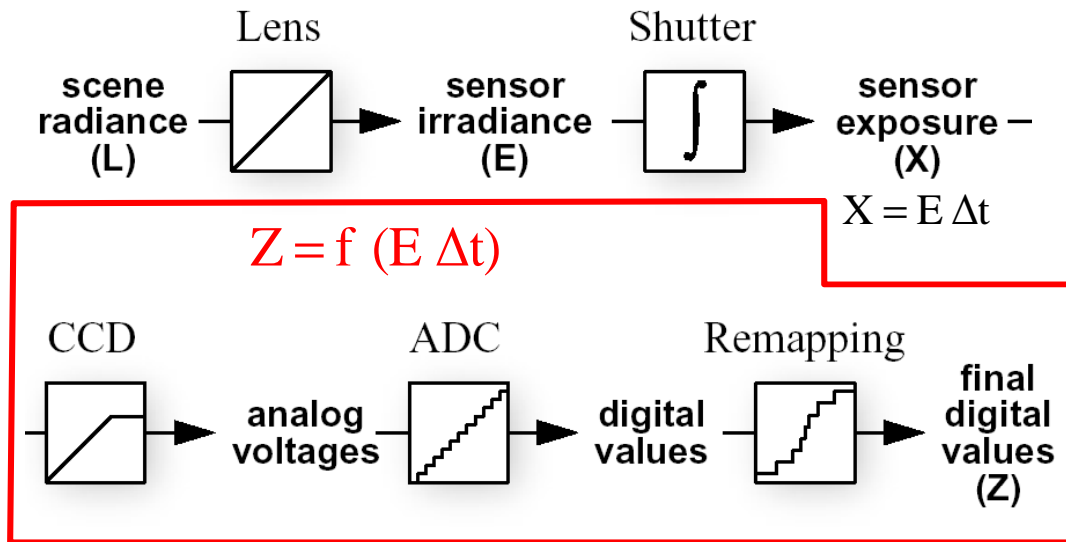 Lens
Shutter
scene
radiance
(L)
sensor
irradiance
(E)
∫
sensor
exposure
(X)
X = E Δt
Z = f (E Δt)
CCD
ADC
Remapping
analog
voltages
digital
values
final
digital
values
(Z)